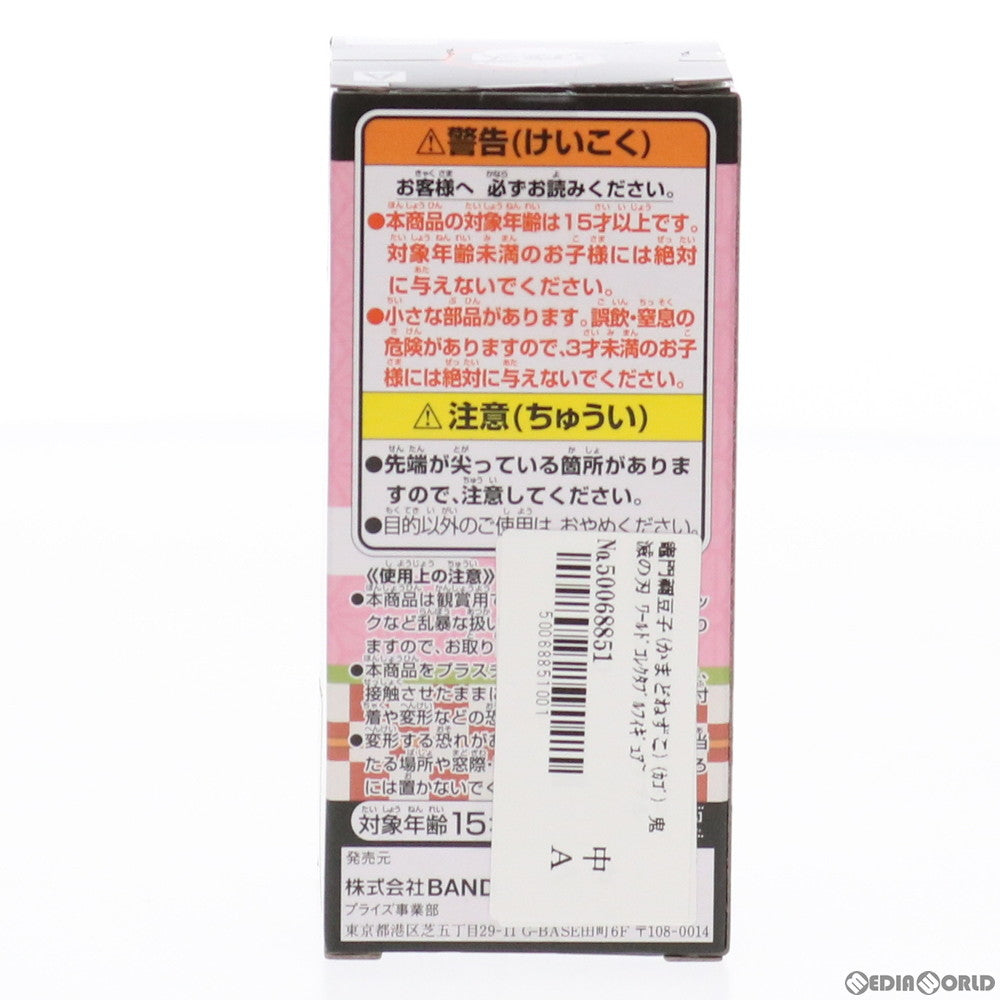 警告(けいこく)
お客様へ 必ずお読みください。
●本商品の対象年齢は15才以上です。
対象年齢未満のお子様には絶対
に与えないでください。
●小さな部品があります。誤飲・窒息の
危険がありますので、3才未満のお子
様には絶対に与えないでください。
注意(ちゅうい)
●先端が尖っている箇所がありま
すので、注意してください。
●目的以外のご使用は、おやめください。
《使用上の注意》
●本商品は観賞用で
クなど乱暴な扱い
ますので、お取り
●本商品をプラスチ
接触させたままに
着や変形などの恐
●変形する恐れがあ
たる場所や窓際・
には置かないで
対象年齢15
発売元
株式会社BAND
プライズ事業部
東京都港区芝五丁目29-11 G-BASE田町6F 〒108-0014
竈門禰豆子(かまどねずこ)(ｶｺﾞ) 鬼
滅の刃 ﾜｰﾙﾄﾞｺﾚｸﾀﾌﾞﾙﾌｨｷﾞｭｱ~
No.50068851
50068851001
中
A
MEDIAWORLD